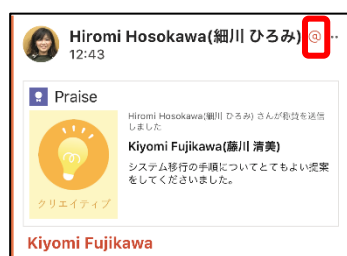 Hiromi Hosokawa(細川 ひろみ) @ ··
12:43
Praise
Hiromi Hosokawa(細川 ひろみ) さんが称賛を送信
しました
Kiyomi Fujikawa(藤川 清美)
システム移行の手順についてとてもよい提案
をしてくださいました。
クリエイティブ
Kiyomi Fujikawa